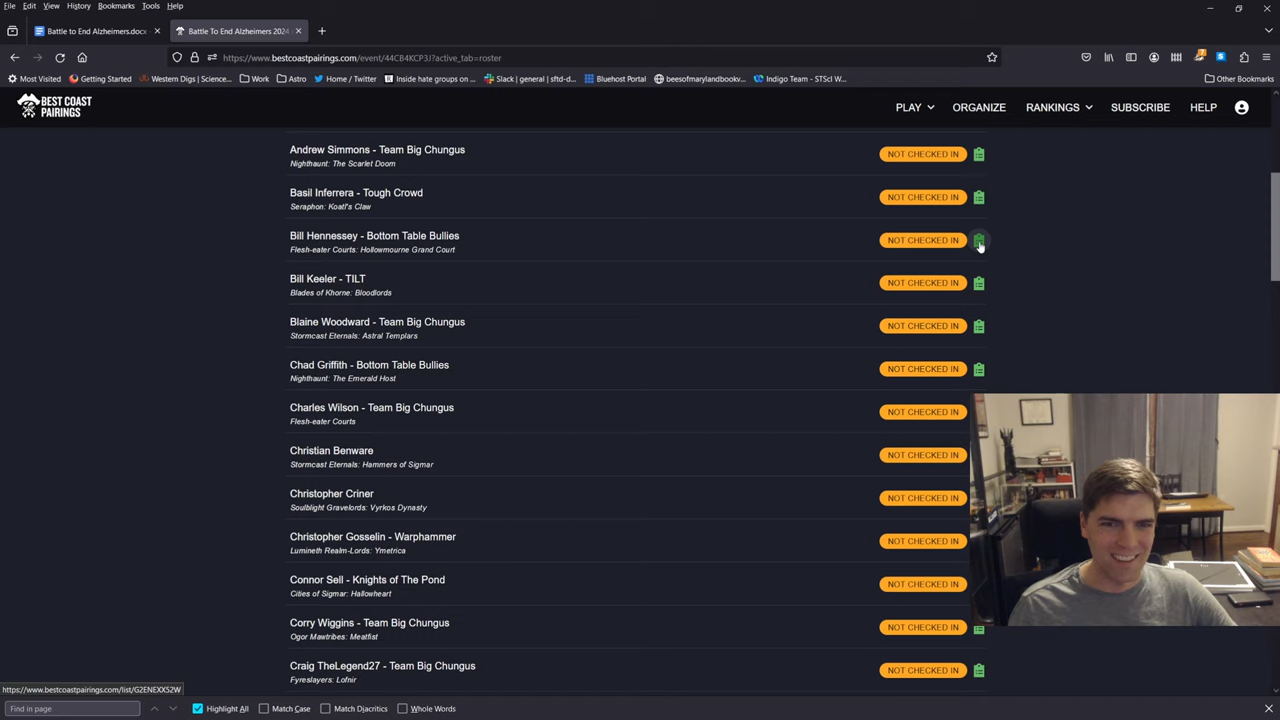 File Edit View History Bookmarks Tools Help
Battle to End Alzheimers.docx × Battle To End Alzheimers 2024 × +
https://www.bestcoastpairings.com/event/44CB4KCP3J?active_tab=roster
Most Visited Getting Started Western Digs | Science... Work Astro Home / Twitter Inside hate groups on ... Slack | general | sftd-d... Bluehost Portal beesofmarylandbookv... Indigo Team - STScI W... Other Bookmarks
BEST COAST
PAIRINGS
PLAY ORGANIZE RANKINGS SUBSCRIBE HELP
Andrew Simmons - Team Big Chungus
Nighthaunt: The Scarlet Doom
NOT CHECKED IN
Basil Inferrera - Tough Crowd
Seraphon: Koatl's Claw
NOT CHECKED IN
Bill Hennessey - Bottom Table Bullies
Flesh-eater Courts: Hollowmourne Grand Court
NOT CHECKED IN
Bill Keeler - TILT
Blades of Khorne: Bloodlords
NOT CHECKED IN
Blaine Woodward - Team Big Chungus
Stormcast Eternals: Astral Templars
NOT CHECKED IN
Chad Griffith - Bottom Table Bullies
Nighthaunt: The Emerald Host
NOT CHECKED IN
Charles Wilson - Team Big Chungus
Flesh-eater Courts
NOT CHECKED IN
Christian Benware
Stormcast Eternals: Hammers of Sigmar
NOT CHECKED IN
Christopher Criner
Soulblight Gravelords: Vyrkos Dynasty
NOT CHECKED IN
Christopher Gosselin - Warphammer
Lumineth Realm-Lords: Ymetrica
NOT CHECKED IN
Connor Sell - Knights of The Pond
Cities of Sigmar: Hallowheart
NOT CHECKED IN
Corry Wiggins - Team Big Chungus
Ogor Mawtribes: Meatfist
NOT CHECKED IN
Craig TheLegend27 - Team Big Chungus
Fyreslayers: Lofnir
NOT CHECKED IN
https://www.bestcoastpairings.com/list/G2ENEXX52W
Find in page Highlight All Match Case Match Diacritics Whole Words